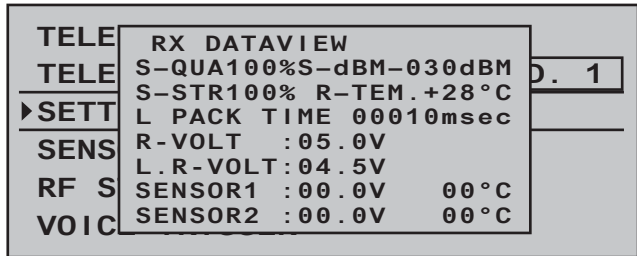 TELE
RX DATAVIEW
TELE
S–QUA100%S–dBM–030dBM
. 1
S–STR100% R–TEM.+28°C
SETT
L PACK TIME 00010msec
R-VOLT :05.0V
SENS
L.R-VOLT:04.5V
RF S
SENSOR1 :00.0V 00°C
SENSOR2 :00.0V 00°C